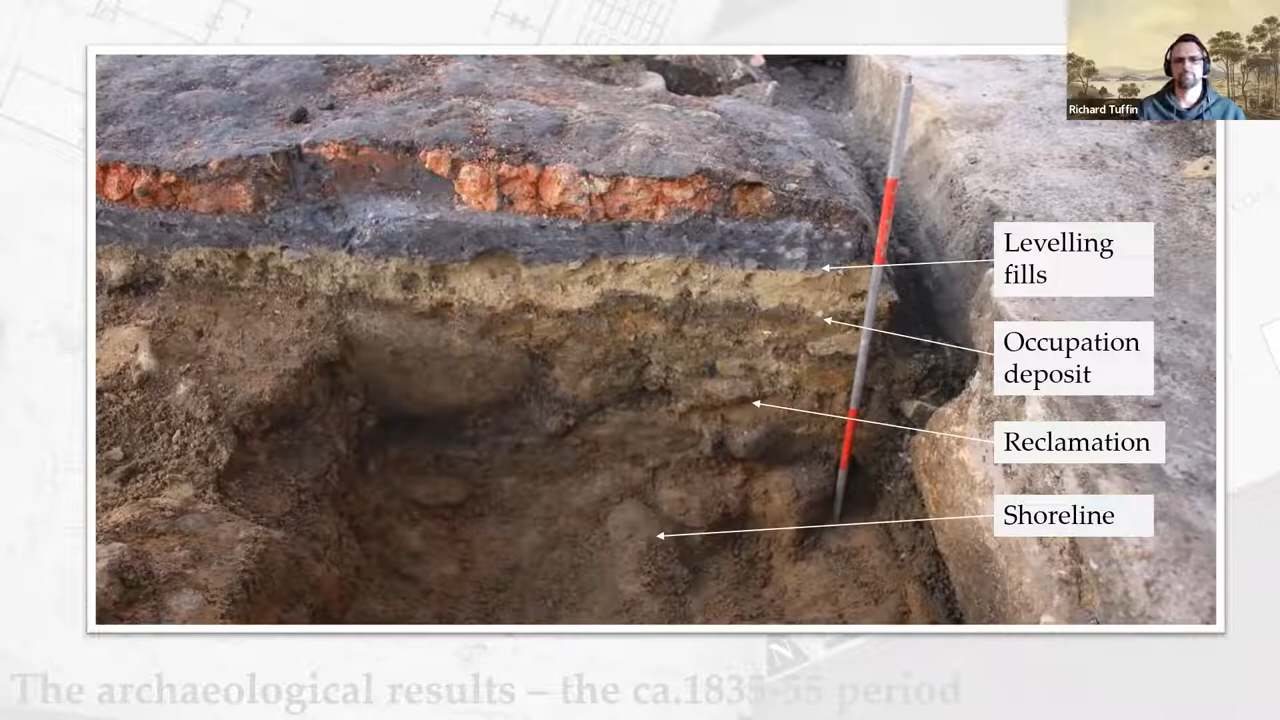 Richard Tuffin
Levelling
fills
Occupation
deposit
Reclamation
Shoreline
N
The archaeological results – the ca.1835-55 period